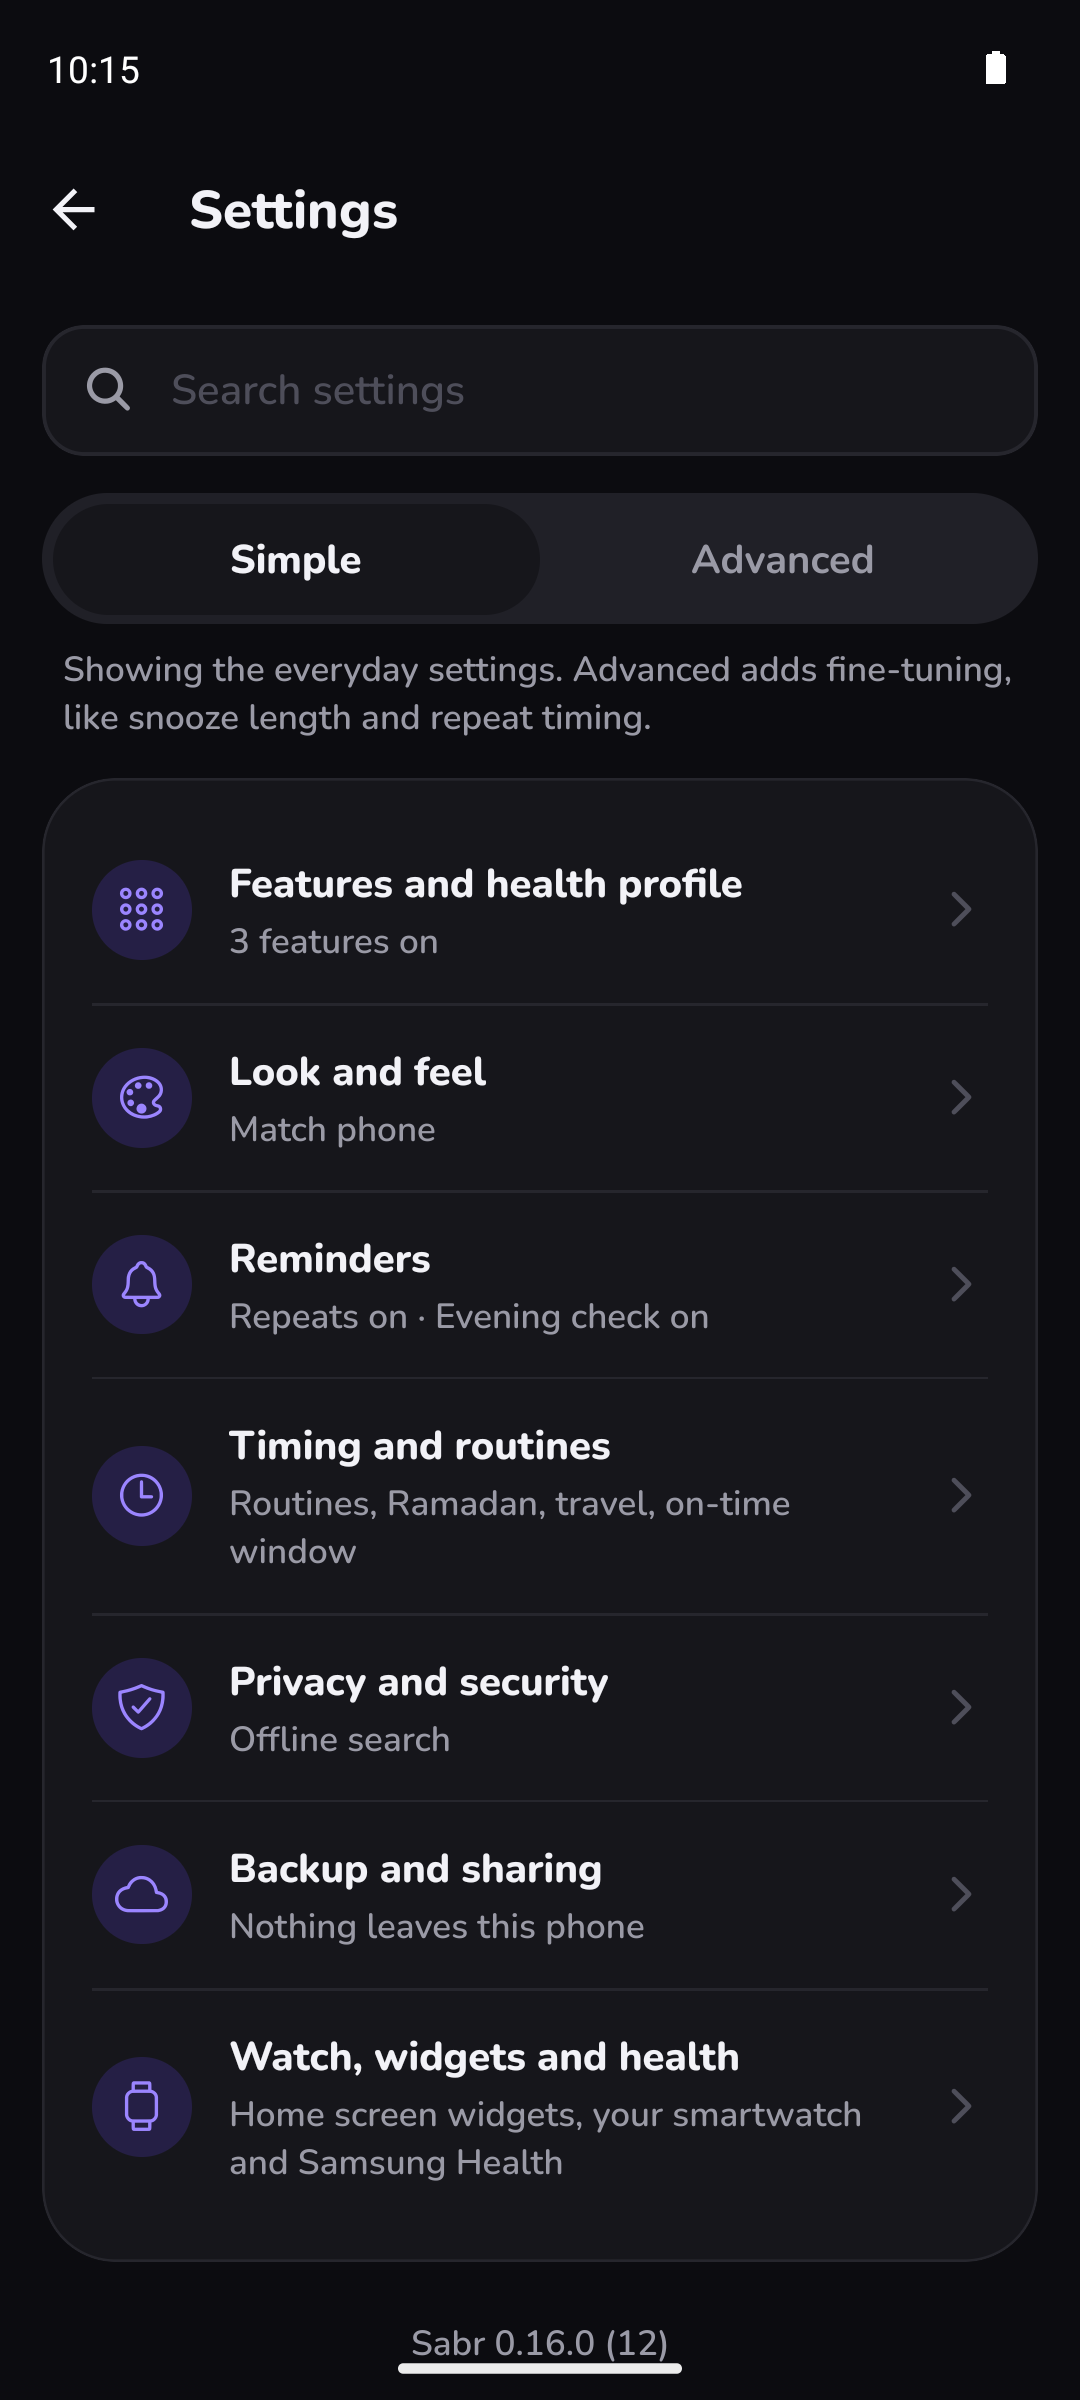 10:15
Settings
Search settings
Simple
Advanced
Showing the everyday settings. Advanced adds fine-tuning,
like snooze length and repeat timing.
Features and health profile
3 features on
Look and feel
Match phone
Reminders
Repeats on · Evening check on
Timing and routines
Routines, Ramadan, travel, on-time
window
Privacy and security
Offline search
Backup and sharing
Nothing leaves this phone
Watch, widgets and health
Home screen widgets, your smartwatch
and Samsung Health
Sabr 0.16.0 (12)